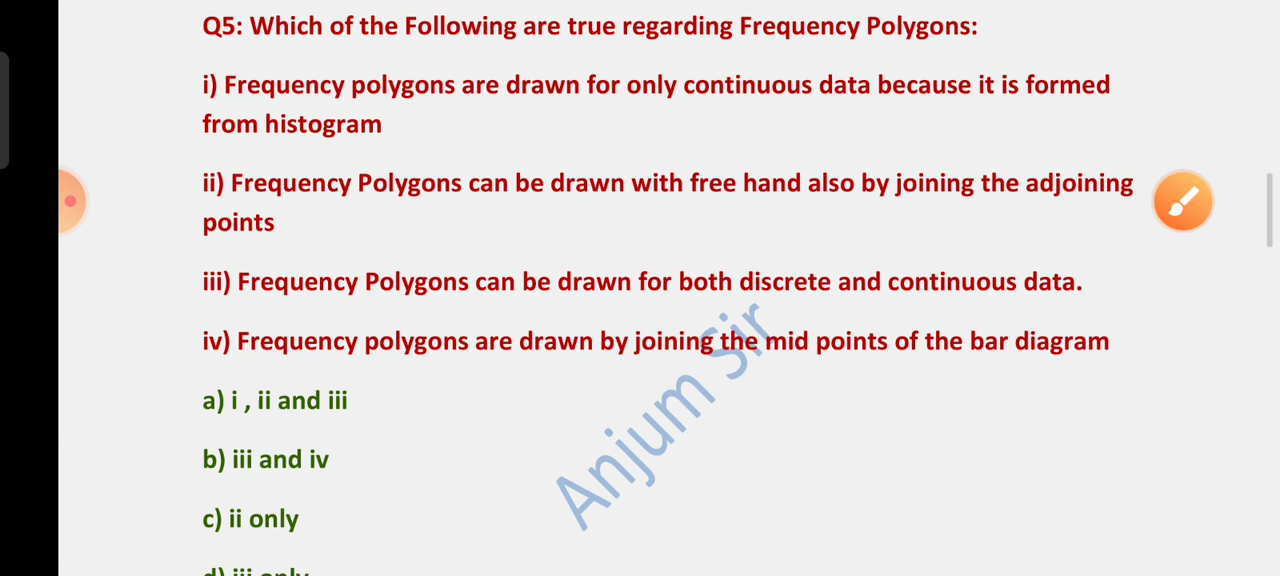 Q5: Which of the Following are true regarding Frequency Polygons:
i) Frequency polygons are drawn for only continuous data because it is formed
from histogram
ii) Frequency Polygons can be drawn with free hand also by joining the adjoining
points
iii) Frequency Polygons can be drawn for both discrete and continuous data.
iv) Frequency polygons are drawn by joining the mid points of the bar diagram
Anjum Sir
a) i , ii and iii
b) iii and iv
c) ii only
d) iii only